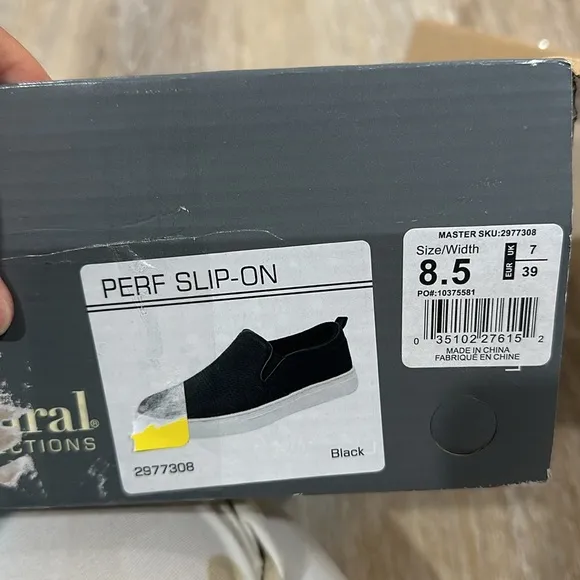 PERF SLIP-ON
2977308
Black
MASTER SKU:2977308
Size/Width
8.5
UK 7
EUR 39
PO#:10375581
0 35102 27615 2
MADE IN CHINA
FABRIQUÉ EN CHINE